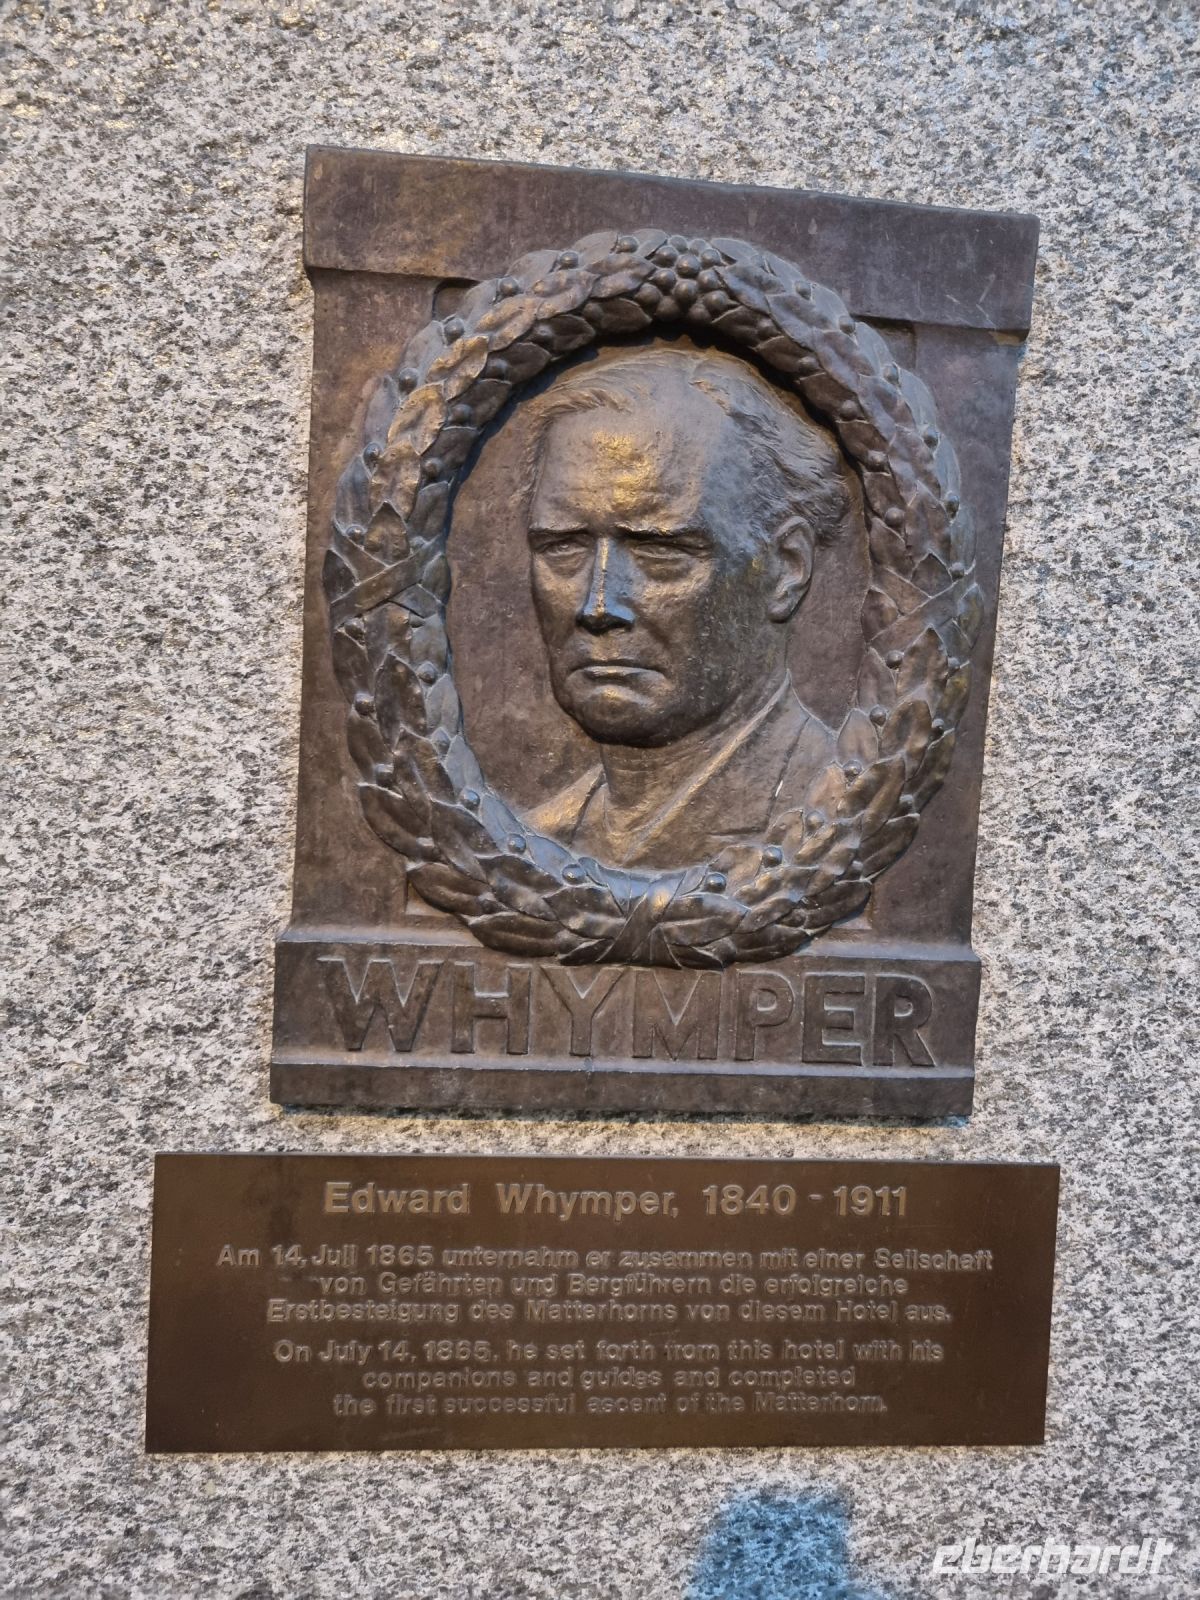 WHYMPER
Edward Whymper, 1840 - 1911
Am 14. Juli 1865 unternahm er zusammen mit einer Seilschaft
von Gefährten und Bergführern die erfolgreiche
Erstbesteigung des Matterhorns von diesem Hotel aus.
On July 14, 1865, he set forth from this hotel with his
companions and guides and completed
the first successful ascent of the Matterhorn.
eberhardt